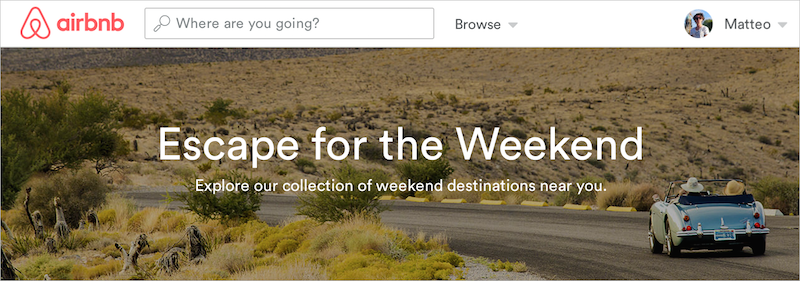 airbnb
Where are you going?
Browse
Matteo
Escape for the Weekend
Explore our collection of weekend destinations near you.